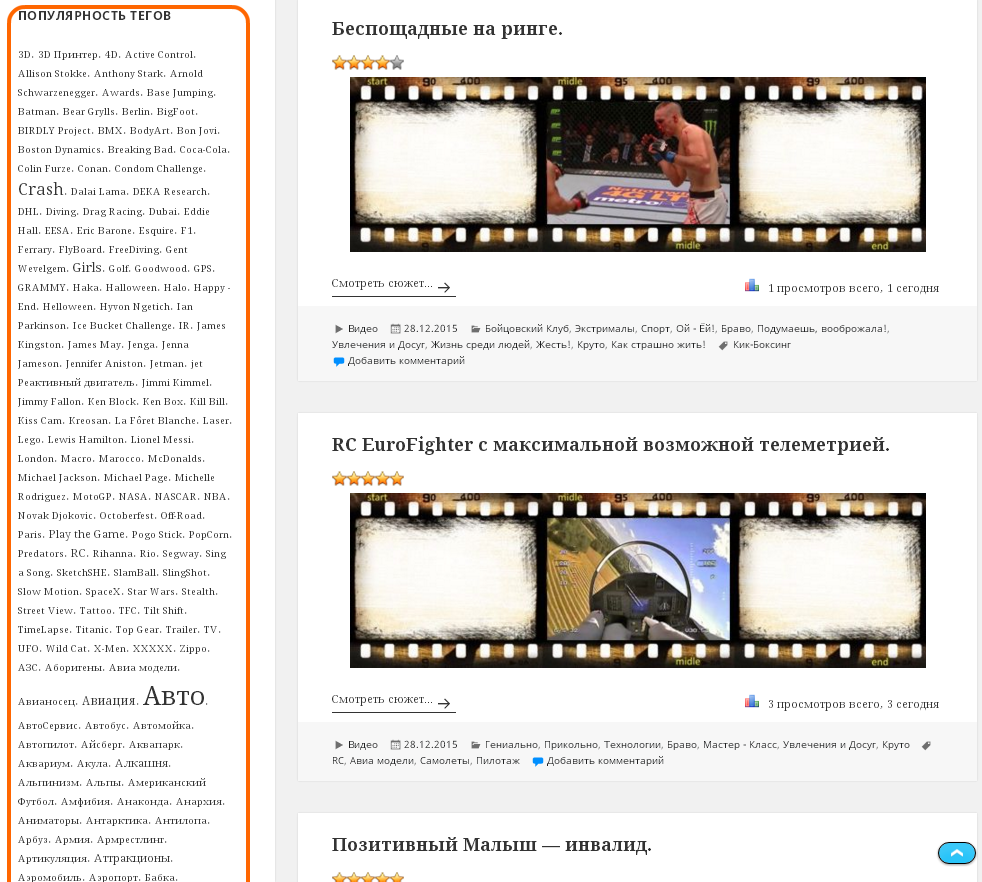 ПОПУЛЯРНОСТЬ ТЕГОВ
3D. 3D Принтер. 4D. Active Control.
Allison Stokke. Anthony Stark. Arnold
Schwarzenegger. Awards. Base Jumping.
Batman. Bear Grylls. Berlin. BigFoot.
BIRDLY Project. BMX. BodyArt. Bon Jovi.
Boston Dynamics. Breaking Bad. Coca-Cola.
Colin Furze. Conan. Condom Challenge.
Crash. Dalai Lama. DEKA Research.
DHL. Diving. Drag Racing. Dubai. Eddie
Hall. EESA. Eric Barone. Esquire. F1.
Ferrary. FlyBoard. FreeDiving. Gent
Wevelgem. Girls. Golf. Goodwood. GPS.
GRAMMY. Haka. Halloween. Halo. Happy -
End. Helloween. Hyvon Ngetich. Ian
Parkinson. Ice Bucket Challenge. IR. James
Kingston. James May. Jenga. Jenna
Jameson. Jennifer Aniston. Jetman. jet
Реактивный двигатель. Jimmi Kimmel.
Jimmy Fallon. Ken Block. Ken Box. Kill Bill.
Kiss Cam. Kreosan. La Fôret Blanche. Laser.
Lego. Lewis Hamilton. Lionel Messi.
London. Macro. Marocco. McDonalds.
Michael Jackson. Michael Page. Michelle
Rodriguez. MotoGP. NASA. NASCAR. NBA.
Novak Djokovic. Octoberfest. Off-Road.
Paris. Play the Game. Pogo Stick. PopCorn.
Predators. RC. Rihanna. Rio. Segway. Sing
a Song. SketchSHE. SlamBall. SlingShot.
Slow Motion. SpaceX. Star Wars. Stealth.
Street View. Tattoo. TFC. Tilt Shift.
TimeLapse. Titanic. Top Gear. Trailer. TV.
UFO. Wild Cat. X-Men. XXXXX. Zippo.
АЗС. Аборигены. Авиа модели.
Авианосец. Авиация. Авто.
АвтоСервис. Автобус. Автомойка.
Автопилот. Айсберг. Аквапарк.
Аквариум. Акула. Алкашня.
Альпинизм. Альпы. Американский
Футбол. Амфибия. Анаконда. Анархия.
Аниматоры. Антарктика. Антилопа.
Арбуз. Армия. Армрестлинг.
Артикуляция. Аттракционы.
Аэромобиль. Аэропорт. Бабка.
Беспощадные на ринге.
start midle
midle end
Смотреть сюжет...
1 просмотров всего, 1 сегодня
Видео 28.12.2015 Бойцовский Клуб, Экстрималы, Спорт, Ой - Ёй!, Браво, Подумаешь, вооброжала!,
Увлечения и Досуг, Жизнь среди людей, Жесть!, Круто, Как страшно жить! Кик-Боксинг
Добавить комментарий
RC EuroFighter с максимальной возможной телеметрией.
start midle
midle end
Смотреть сюжет...
3 просмотров всего, 3 сегодня
Видео 28.12.2015 Гениально, Прикольно, Технологии, Браво, Мастер - Класс, Увлечения и Досуг, Круто
RC, Авиа модели, Самолеты, Пилотаж Добавить комментарий
Позитивный Малыш — инвалид.